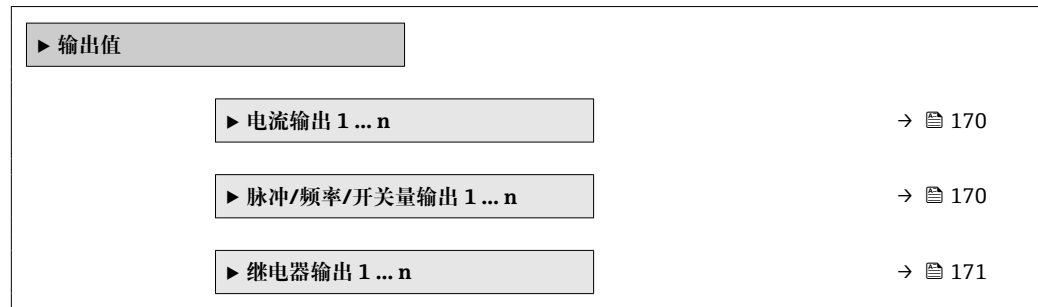 ▶ 输出值
▶ 电流输出 1 … n → 🖹 170
▶ 脉冲/频率/开关量输出 1 … n → 🖹 170
▶ 继电器输出 1 … n → 🖹 171